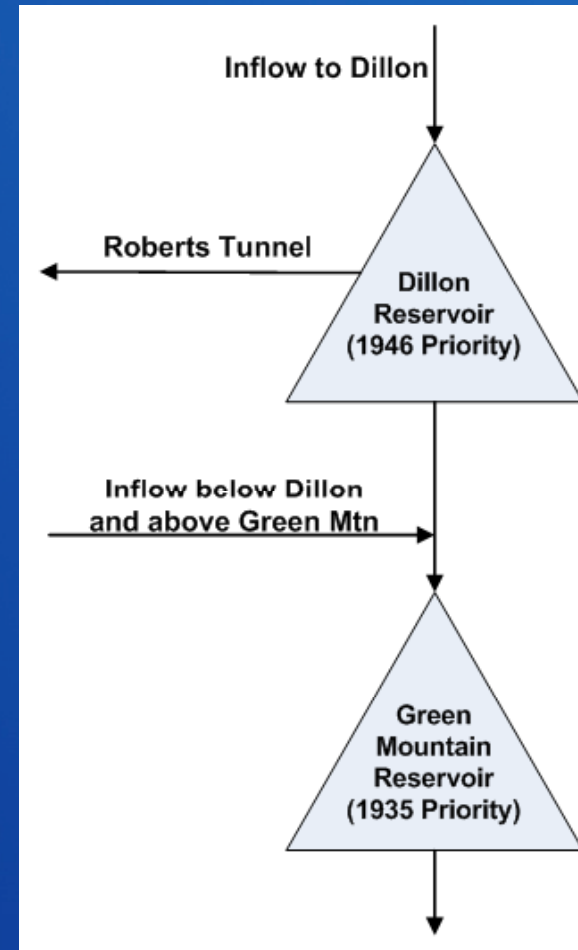 Inflow to Dillon
Roberts Tunnel
Dillon
Reservoir
(1946 Priority)
Inflow below Dillon
and above Green Mtn
Green
Mountain
Reservoir
(1935 Priority)